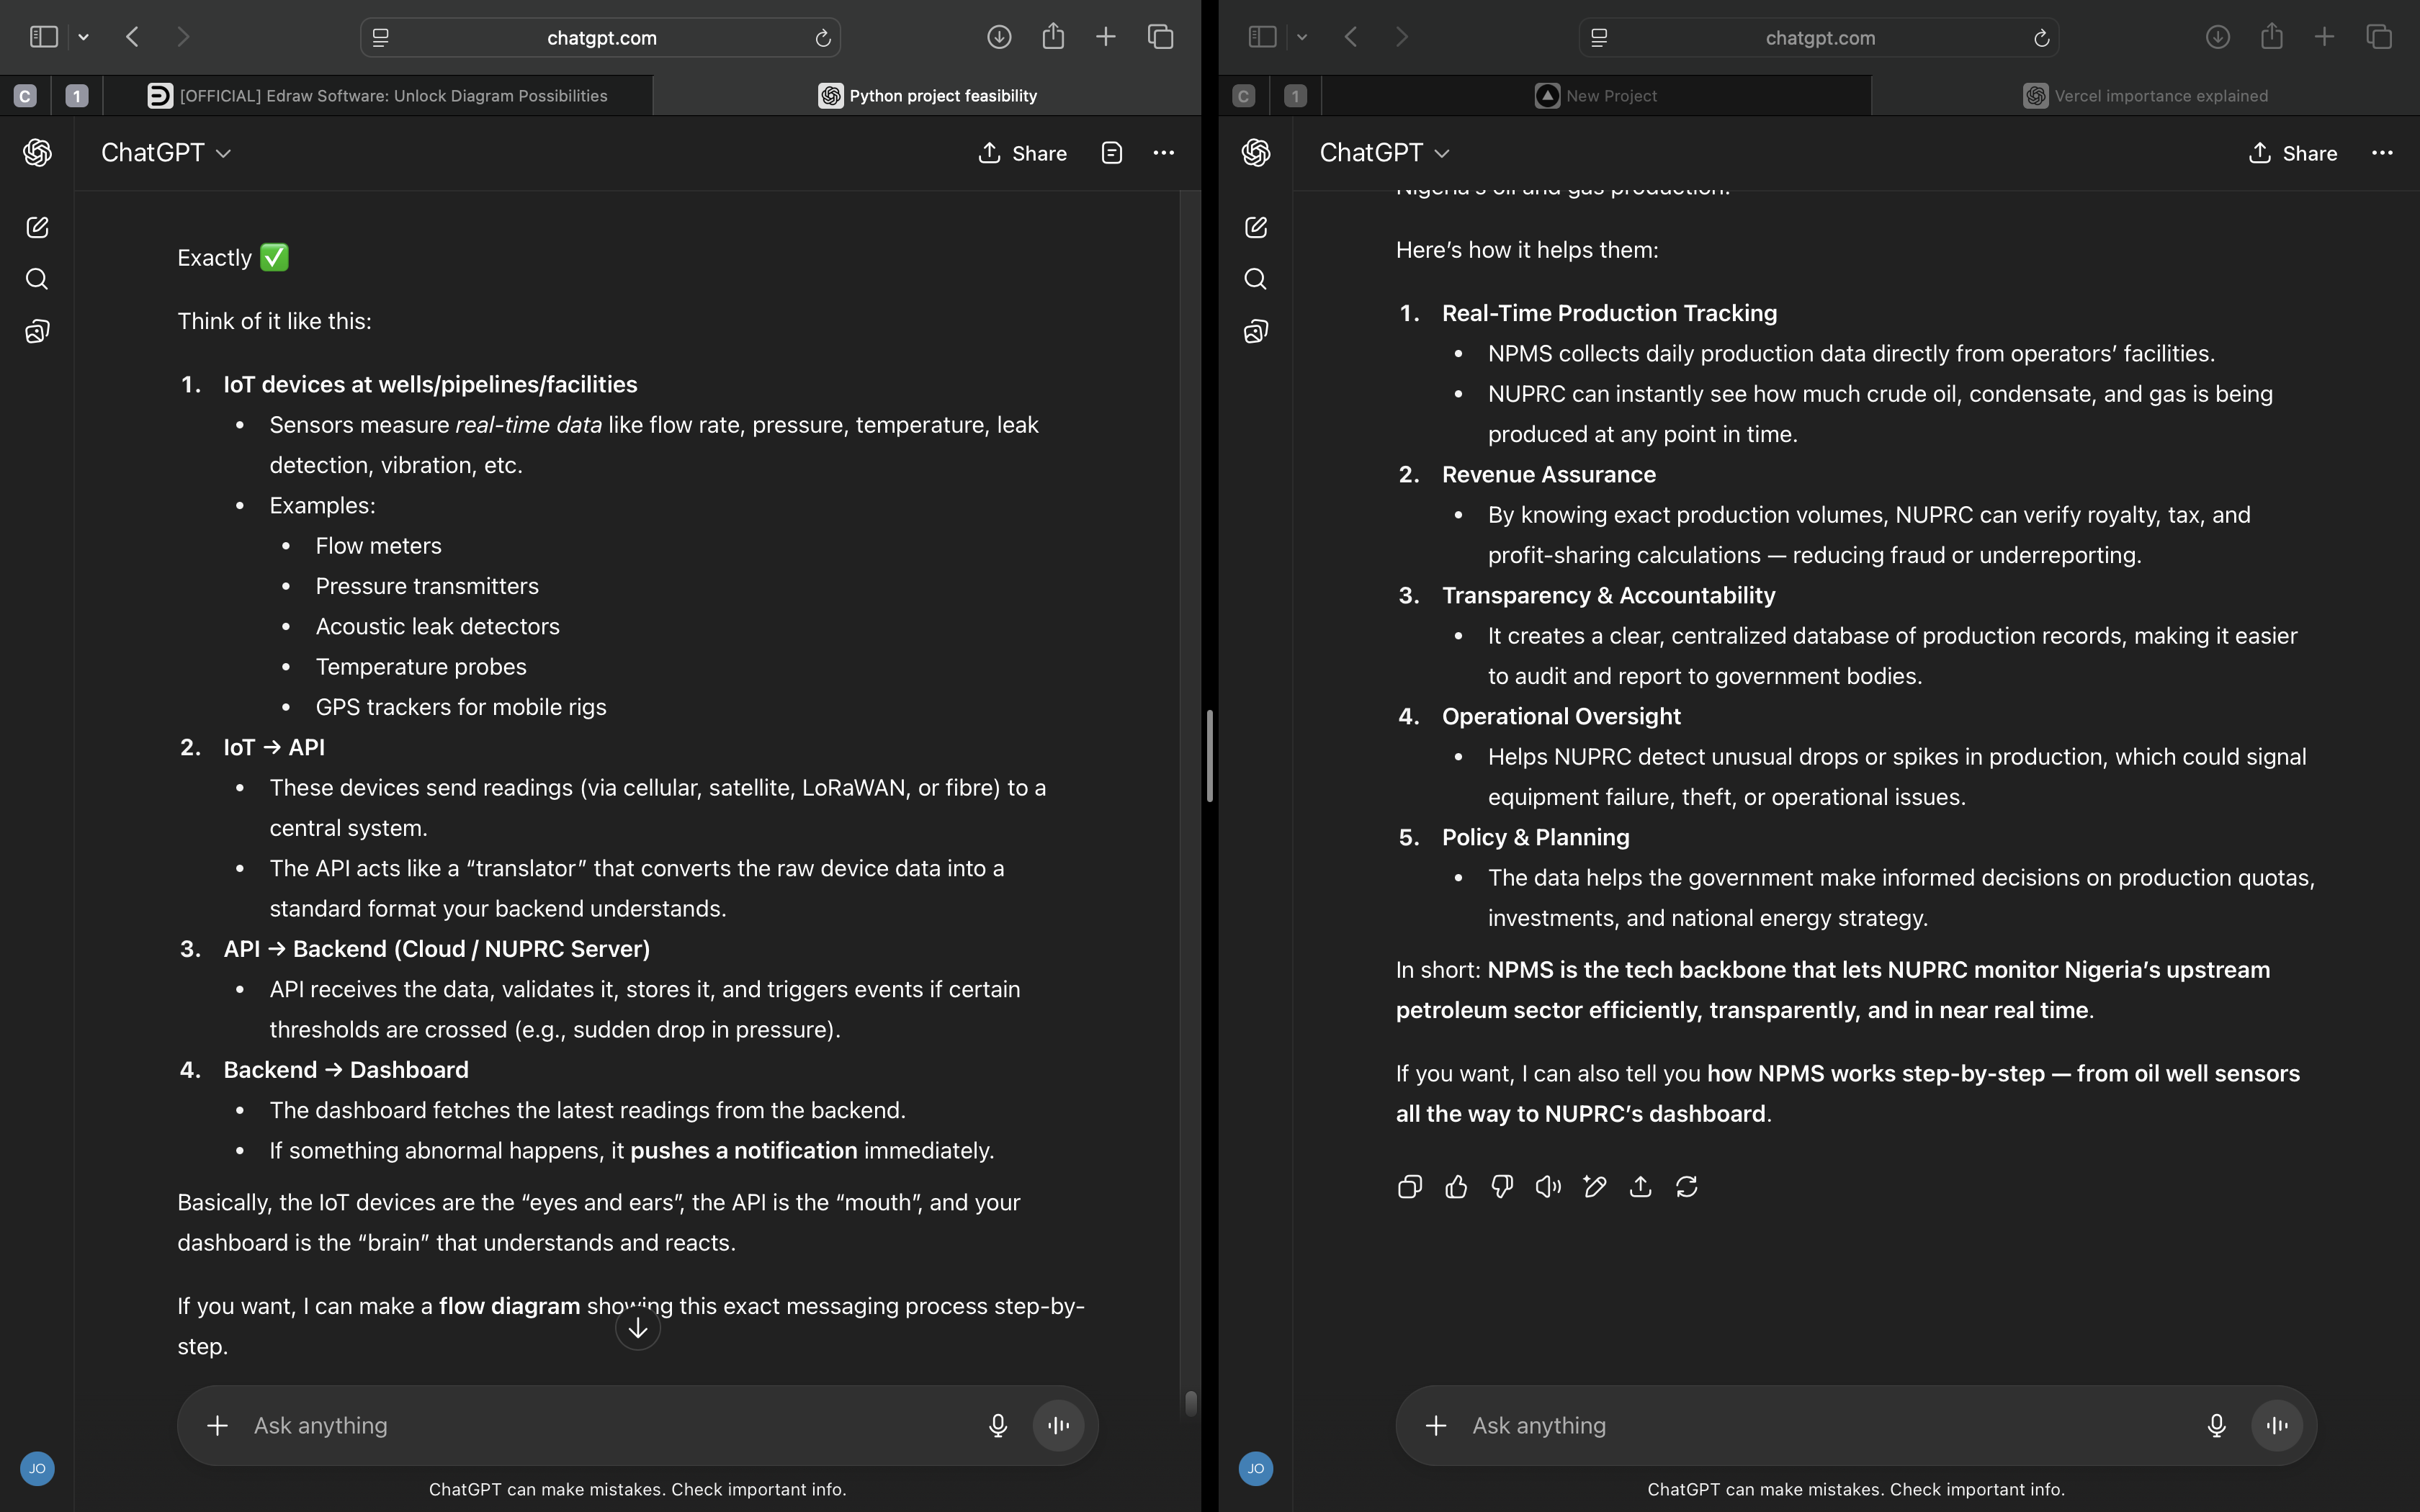 chatgpt.com
C
1
[OFFICIAL] Edraw Software: Unlock Diagram Possibilities
Python project feasibility
ChatGPT
Share
Exactly ✅
Think of it like this:
1. IoT devices at wells/pipelines/facilities
• Sensors measure real-time data like flow rate, pressure, temperature, leak
detection, vibration, etc.
• Examples:
• Flow meters
• Pressure transmitters
• Acoustic leak detectors
• Temperature probes
• GPS trackers for mobile rigs
2. IoT → API
• These devices send readings (via cellular, satellite, LoRaWAN, or fibre) to a
central system.
• The API acts like a “translator” that converts the raw device data into a
standard format your backend understands.
3. API → Backend (Cloud / NUPRC Server)
• API receives the data, validates it, stores it, and triggers events if certain
thresholds are crossed (e.g., sudden drop in pressure).
4. Backend → Dashboard
• The dashboard fetches the latest readings from the backend.
• If something abnormal happens, it pushes a notification immediately.
Basically, the IoT devices are the “eyes and ears”, the API is the “mouth”, and your
dashboard is the “brain” that understands and reacts.
If you want, I can make a flow diagram showing this exact messaging process step-by-
step.
Ask anything
JO
ChatGPT can make mistakes. Check important info.
chatgpt.com
C
1
New Project
Vercel importance explained
ChatGPT
Share
Nigeria’s oil and gas production.
Here’s how it helps them:
1. Real-Time Production Tracking
• NPMS collects daily production data directly from operators’ facilities.
• NUPRC can instantly see how much crude oil, condensate, and gas is being
produced at any point in time.
2. Revenue Assurance
• By knowing exact production volumes, NUPRC can verify royalty, tax, and
profit-sharing calculations — reducing fraud or underreporting.
3. Transparency & Accountability
• It creates a clear, centralized database of production records, making it easier
to audit and report to government bodies.
4. Operational Oversight
• Helps NUPRC detect unusual drops or spikes in production, which could signal
equipment failure, theft, or operational issues.
5. Policy & Planning
• The data helps the government make informed decisions on production quotas,
investments, and national energy strategy.
In short: NPMS is the tech backbone that lets NUPRC monitor Nigeria’s upstream
petroleum sector efficiently, transparently, and in near real time.
If you want, I can also tell you how NPMS works step-by-step — from oil well sensors
all the way to NUPRC’s dashboard.
Ask anything
JO
ChatGPT can make mistakes. Check important info.